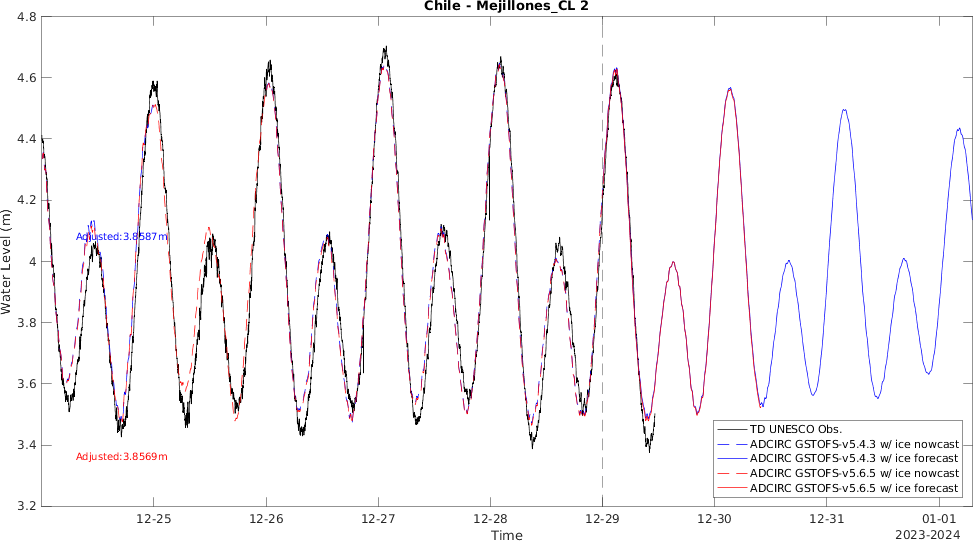 Chile - Mejillones_CL 2
4.8
4.6
4.4
4.2
4
3.8
3.6
3.4
3.2
Water Level (m)
Adjusted:3.8587m
Adjusted:3.8569m
TD UNESCO Obs.
ADCIRC GSTOFS-v5.4.3 w/ ice nowcast
ADCIRC GSTOFS-v5.4.3 w/ ice forecast
ADCIRC GSTOFS-v5.6.5 w/ ice nowcast
ADCIRC GSTOFS-v5.6.5 w/ ice forecast
12-25 12-26 12-27 12-28 12-29 12-30 12-31 01-01
Time
2023-2024